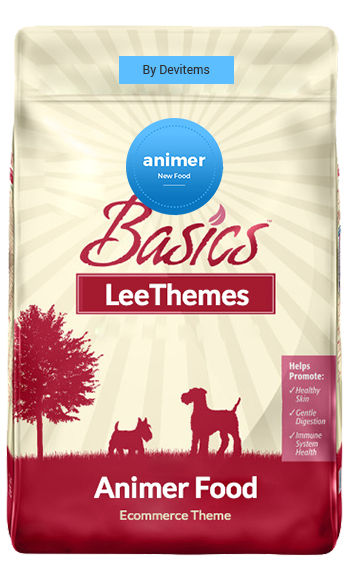 By Devitems
animer
New Food
Basics™
LeeThemes
Helps
Promote:
✓Healthy
Skin
✓Gentle
Digestion
✓Immune
System
Health
Animer Food
Ecommerce Theme